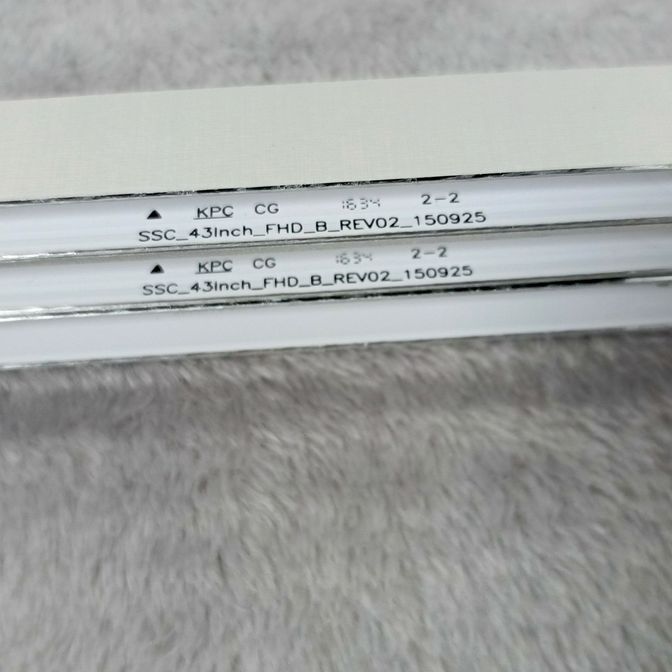 ▲ KPC CG 1634 2-2
SSC_43Inch_FHD_B_REV02_150925
▲ KPC CG 1634 2-2
SSC_43Inch_FHD_B_REV02_150925